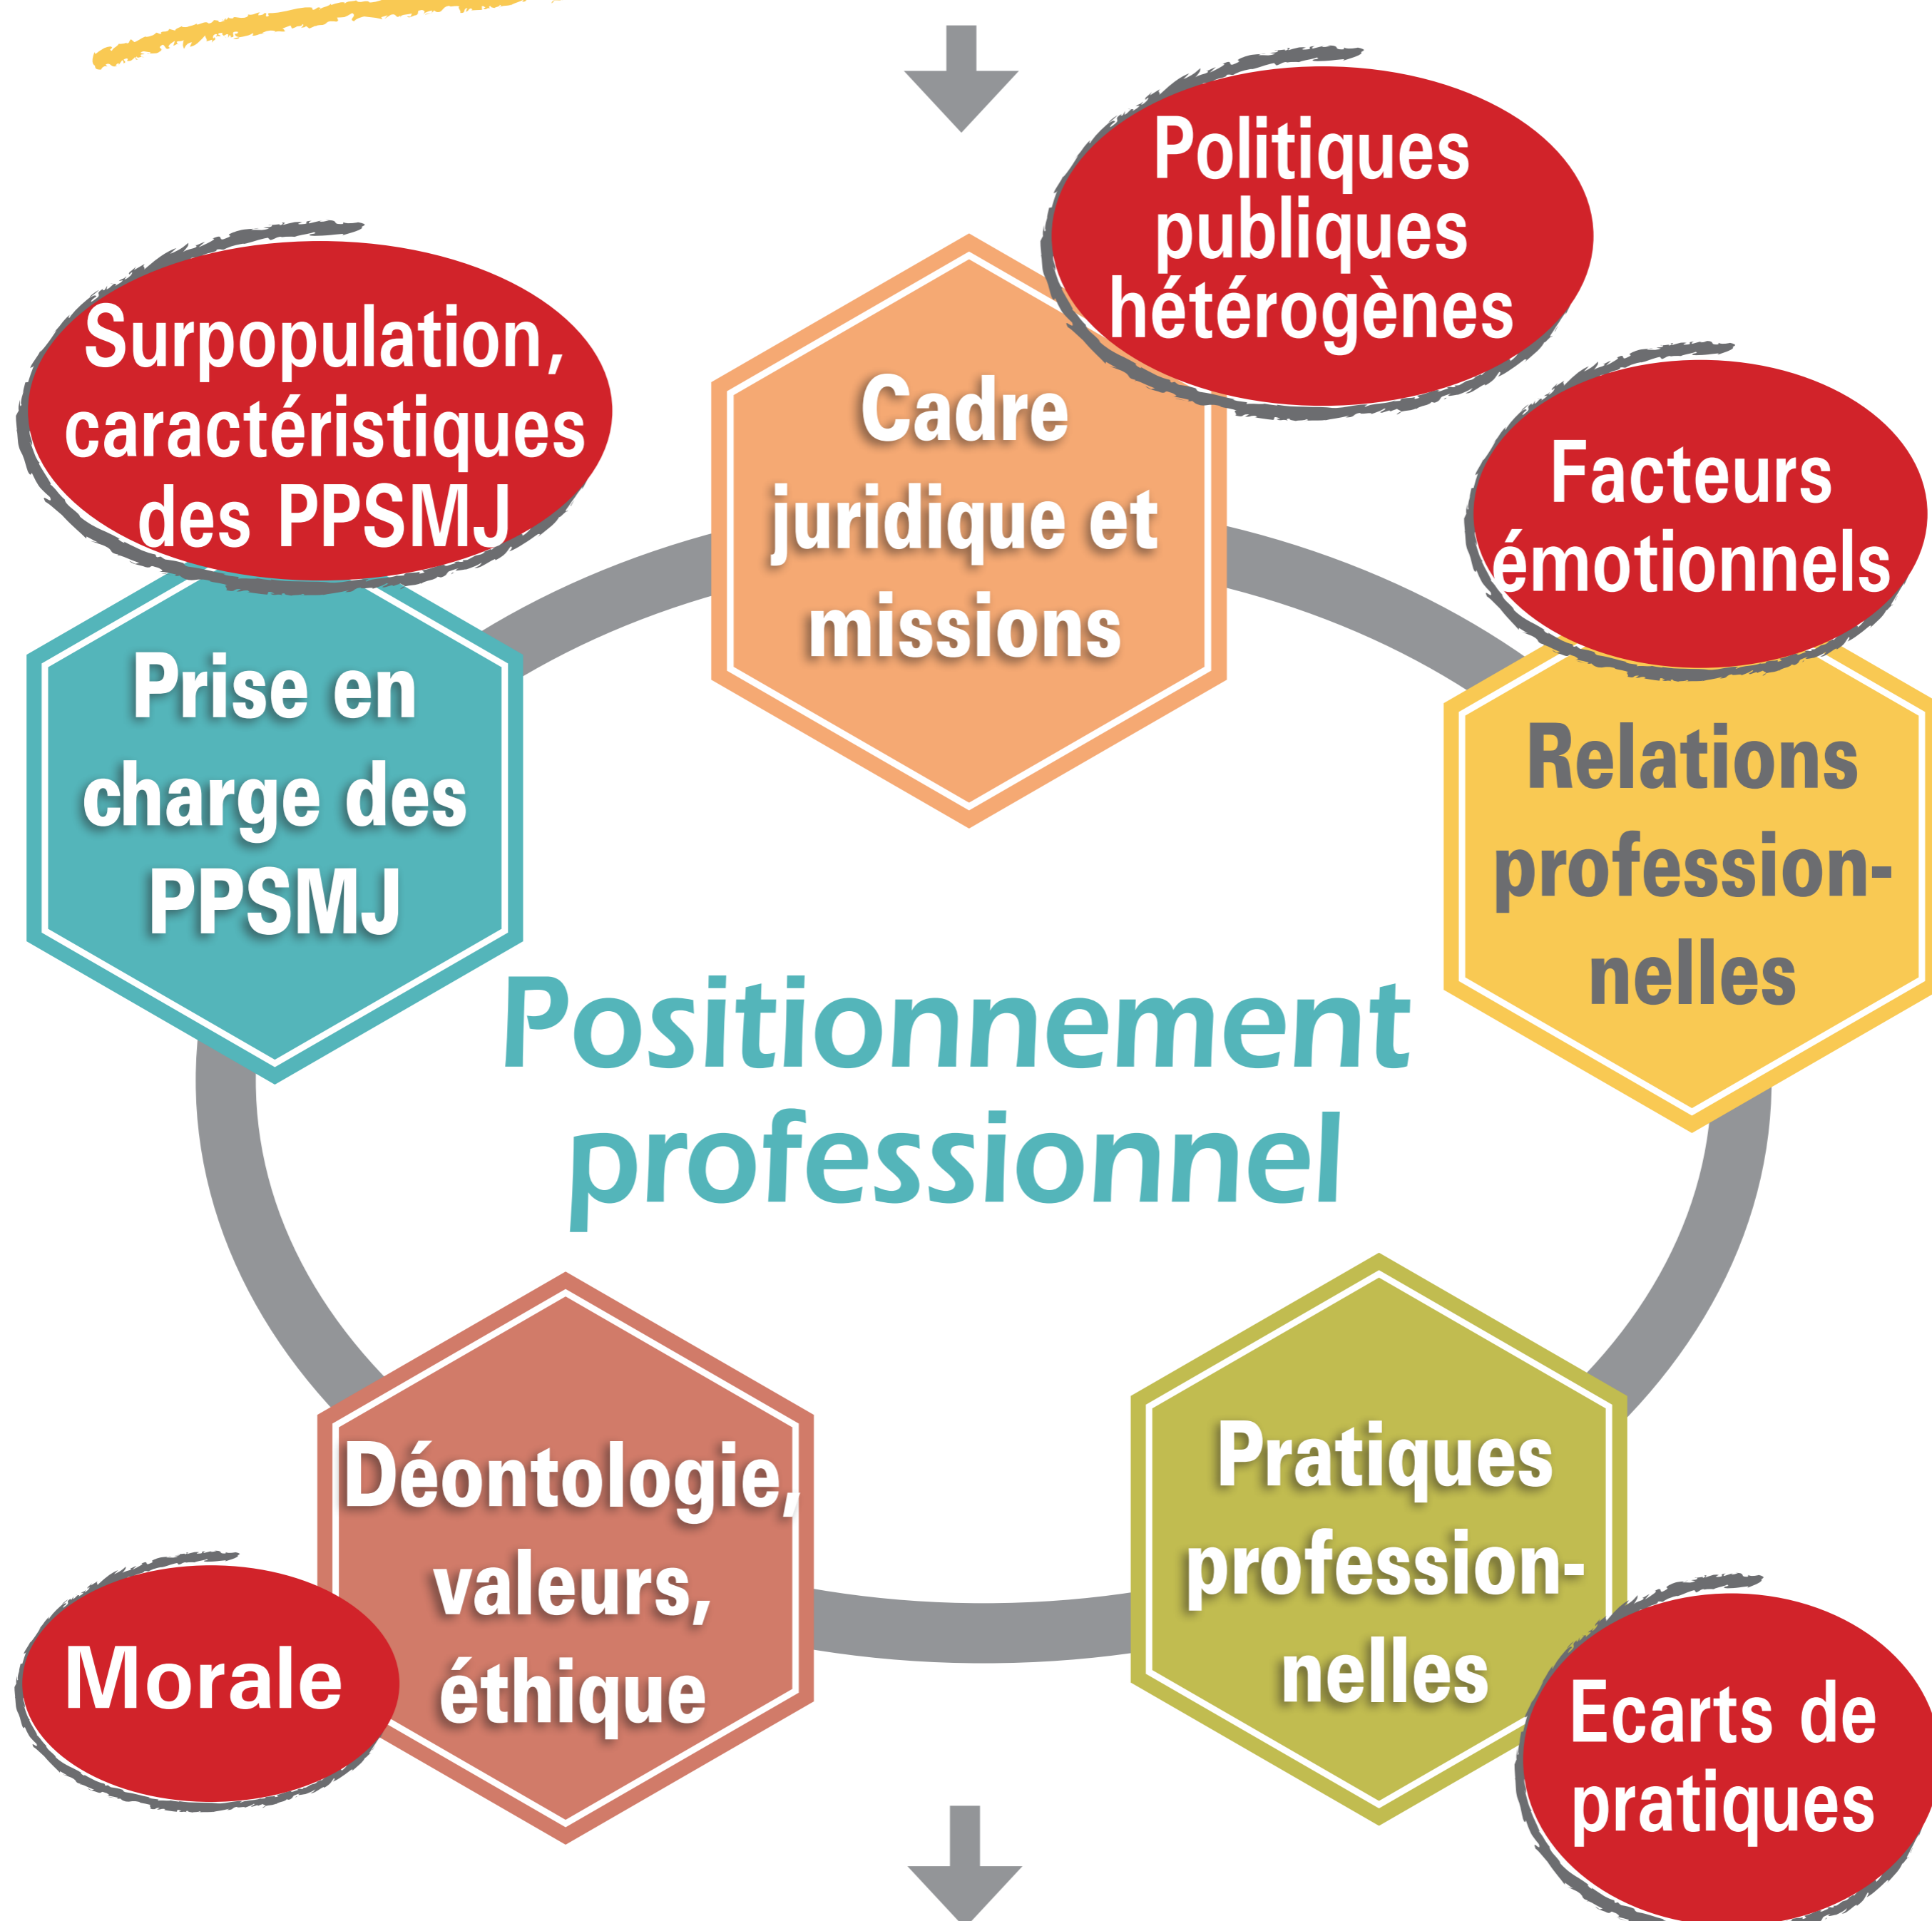 Politiques
publiques
hétérogènes
Surpopulation,
caractéristiques
des PPSMJ
Cadre
juridique et
missions
Facteurs
émotionnels
Prise en
charge des
PPSMJ
Relations
profession-
nelles
Positionnement
professionnel
Déontologie,
valeurs,
éthique
Pratiques
profession-
nelles
Morale
Ecarts de
pratiques